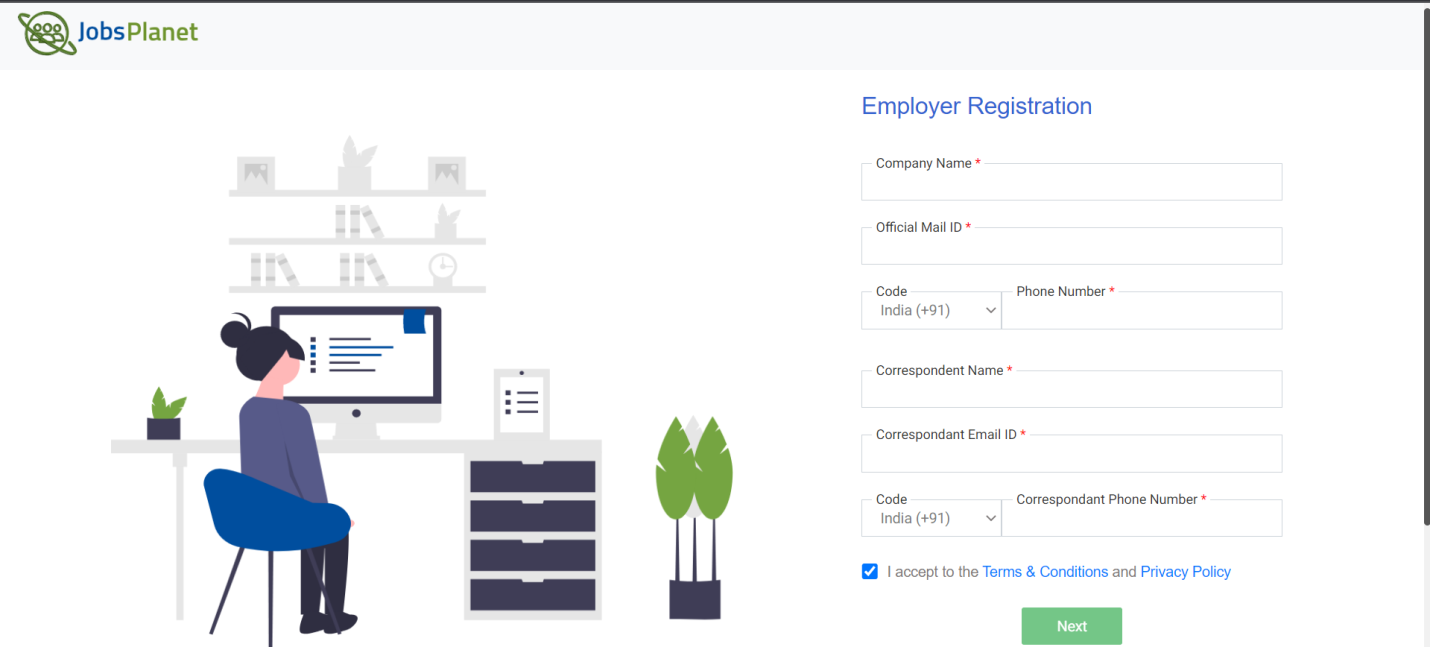 JobsPlanet
Employer Registration
Company Name *
Official Mail ID *
Code
Phone Number *
India (+91)
Correspondent Name *
Correspondant Email ID *
Code
Correspondant Phone Number *
India (+91)
I accept to the Terms & Conditions and Privacy Policy
Next